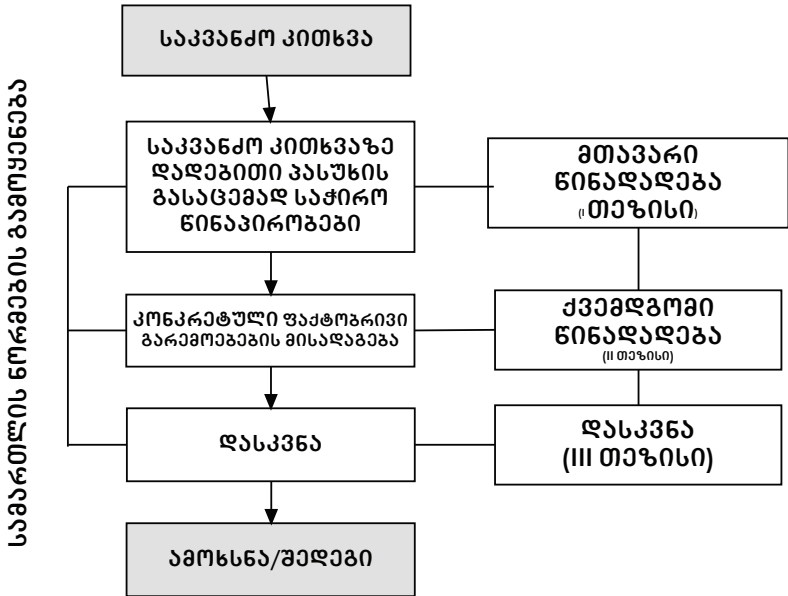 სამართლის ნორმების გამოყენება
საკვანძო კითხვა
საკვანძო კითხვაზე
დადებითი პასუხის
გასაცემად საჭირო
წინაპირობები
მთავარი
წინადადება
(I თეზისი)
კონკრეტული ფაქტობრივი
გარემოებების მისადაგება
ქვემდგომი
წინადადება
(II თეზისი)
დასკვნა
დასკვნა
(III თეზისი)
ამოხსნა/შედეგი